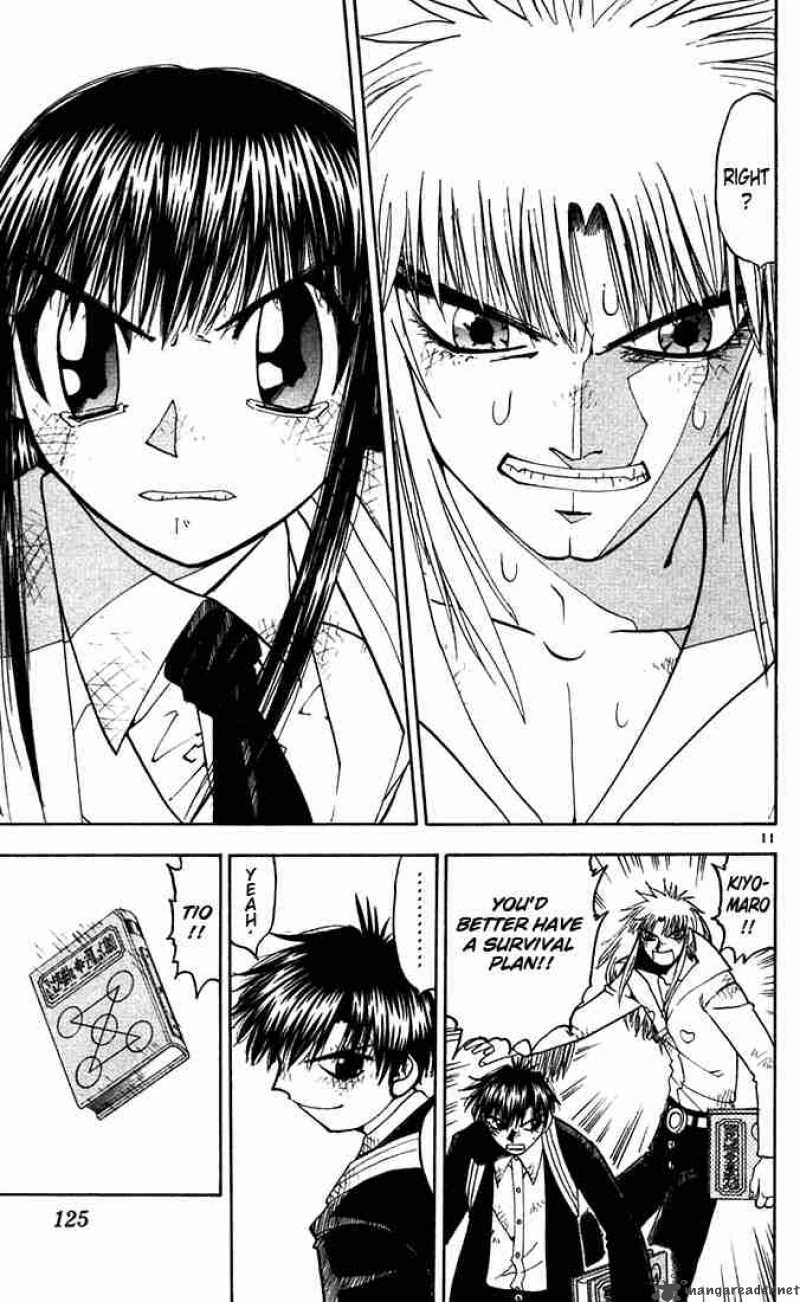 RIGHT
?
11
KIYO-
MARO
!!
YOU'D
BETTER HAVE
A SURVIVAL
PLAN!!
........
YEAH.
TIO
!!
125
mangareader.net